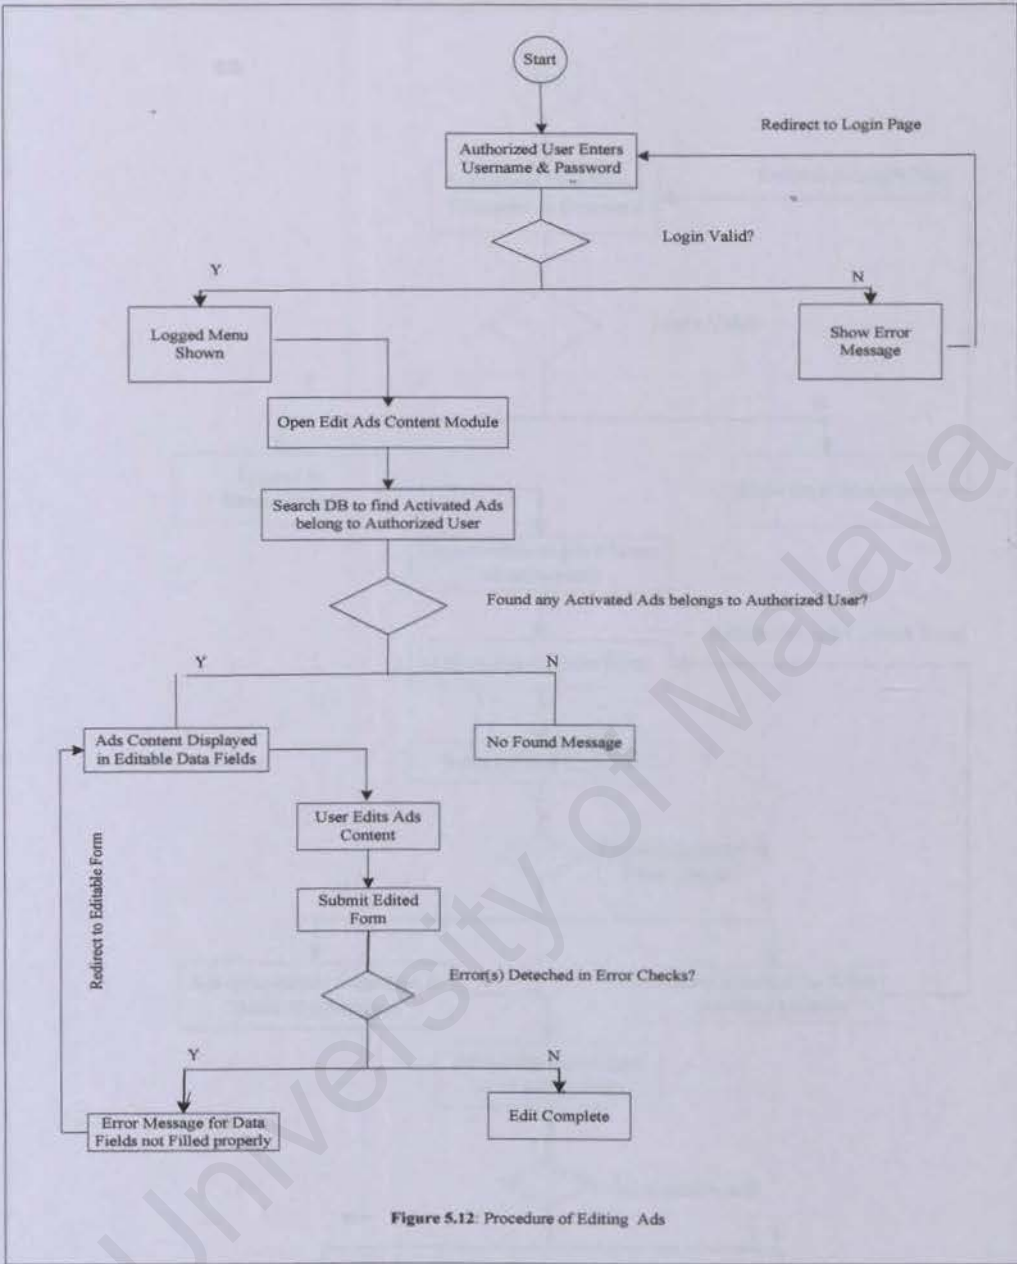 Start
Redirect to Login Page
Authorized User Enters
Username & Password
Login Valid?
Y
N
Logged Menu
Shown
Show Error
Message
Open Edit Ads Content Module
Search DB to find Activated Ads
belong to Authorized User
Found any Activated Ads belongs to Authorized User?
Y
N
Ads Content Displayed
in Editable Data Fields
No Found Message
User Edits Ads
Content
Redirect to Editable Form
Submit Edited
Form
Error(s) Deteched in Error Checks?
Y
N
Error Message for Data
Fields not Filled properly
Edit Complete
Figure 5.12: Procedure of Editing Ads
University of Malaya